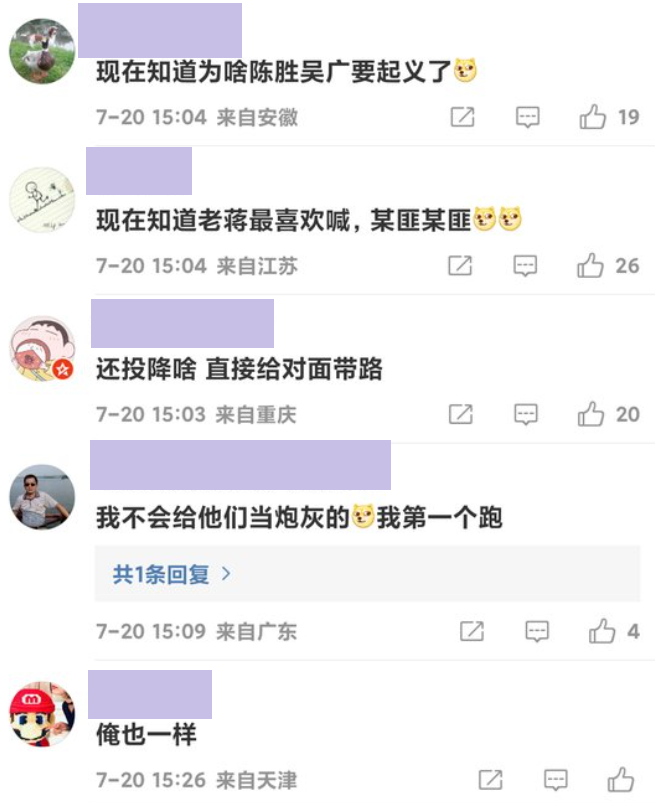 现在知道为啥陈胜吴广要起义了
7-20 15:04 来自安徽
19
现在知道老蒋最喜欢喊，某匪某匪
7-20 15:04 来自江苏
26
还投降啥 直接给对面带路
7-20 15:03 来自重庆
20
我不会给他们当炮灰的我第一个跑
共1条回复
7-20 15:09 来自广东
4
俺也一样
7-20 15:26 来自天津